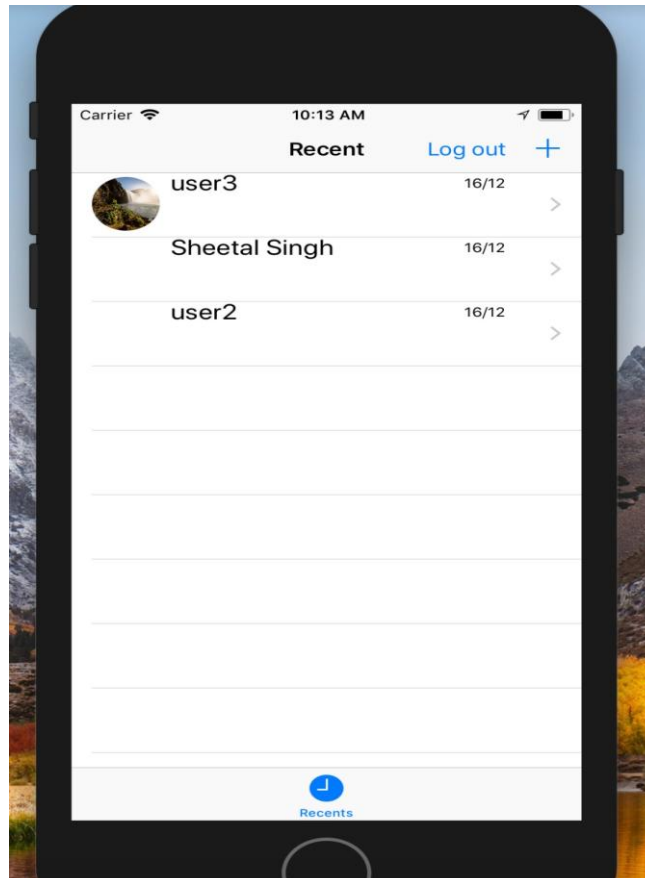 Carrier 10:13 AM
Recent Log out +
user3 16/12
Sheetal Singh 16/12
user2 16/12
Recents